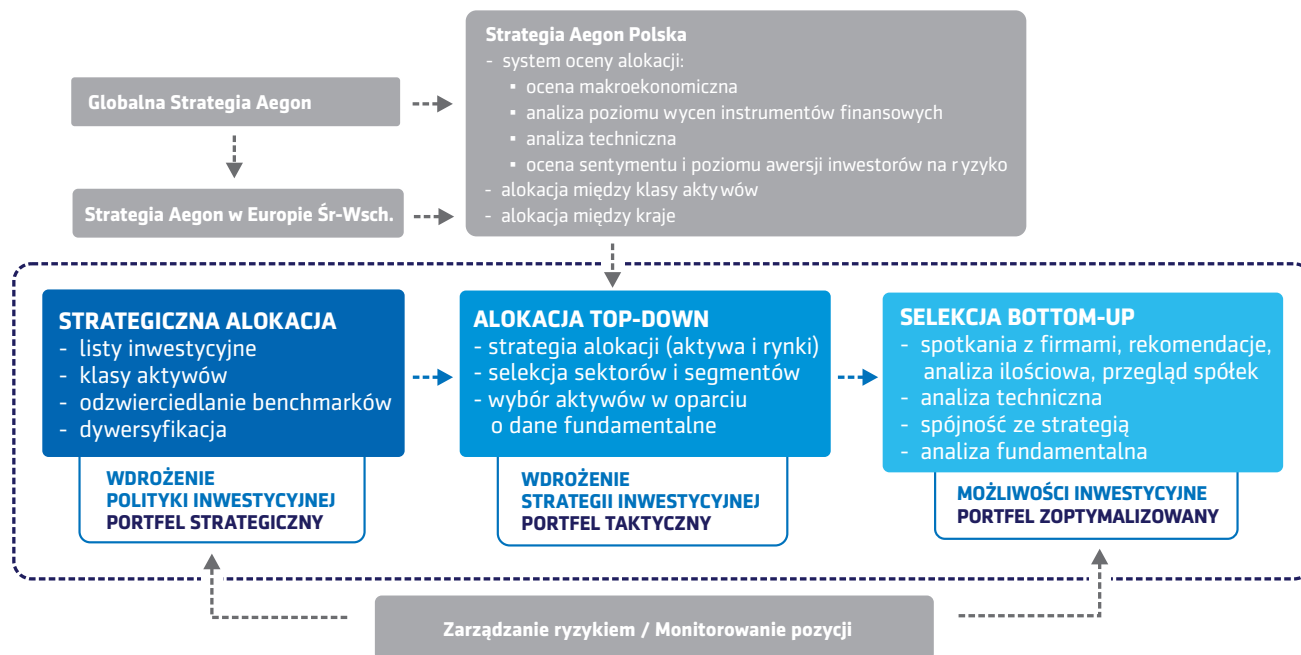 Globalna Strategia Aegon
Strategia Aegon w Europie Śr-Wsch.
Strategia Aegon Polska
- system oceny alokacji:
▪ ocena makroekonomiczna
▪ analiza poziomu wycen instrumentów finansowych
▪ analiza techniczna
▪ ocena sentymentu i poziomu awersji inwestorów na ryzyko
- alokacja między klasy aktywów
- alokacja między kraje
STRATEGICZNA ALOKACJA
- listy inwestycyjne
- klasy aktywów
- odzwierciedlanie benchmarków
- dywersyfikacja
WDROŻENIE
POLITYKI INWESTYCYJNEJ
PORTFEL STRATEGICZNY
ALOKACJA TOP-DOWN
- strategia alokacji (aktywa i rynki)
- selekcja sektorów i segmentów
- wybór aktywów w oparciu
o dane fundamentalne
WDROŻENIE
STRATEGII INWESTYCYJNEJ
PORTFEL TAKTYCZNY
SELEKCJA BOTTOM-UP
- spotkania z firmami, rekomendacje,
analiza ilościowa, przegląd spółek
- analiza techniczna
- spójność ze strategią
- analiza fundamentalna
MOŻLIWOŚCI INWESTYCYJNE
PORTFEL ZOPTYMALIZOWANY
Zarządzanie ryzykiem / Monitorowanie pozycji